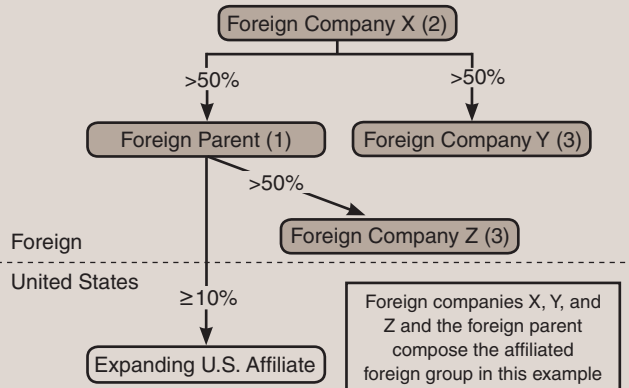 Foreign Company X (2)
>50%
>50%
Foreign Parent (1)
Foreign Company Y (3)
>50%
Foreign Company Z (3)
Foreign
United States
≥10%
Expanding U.S. Affiliate
Foreign companies X, Y, and
Z and the foreign parent
compose the affiliated
foreign group in this example